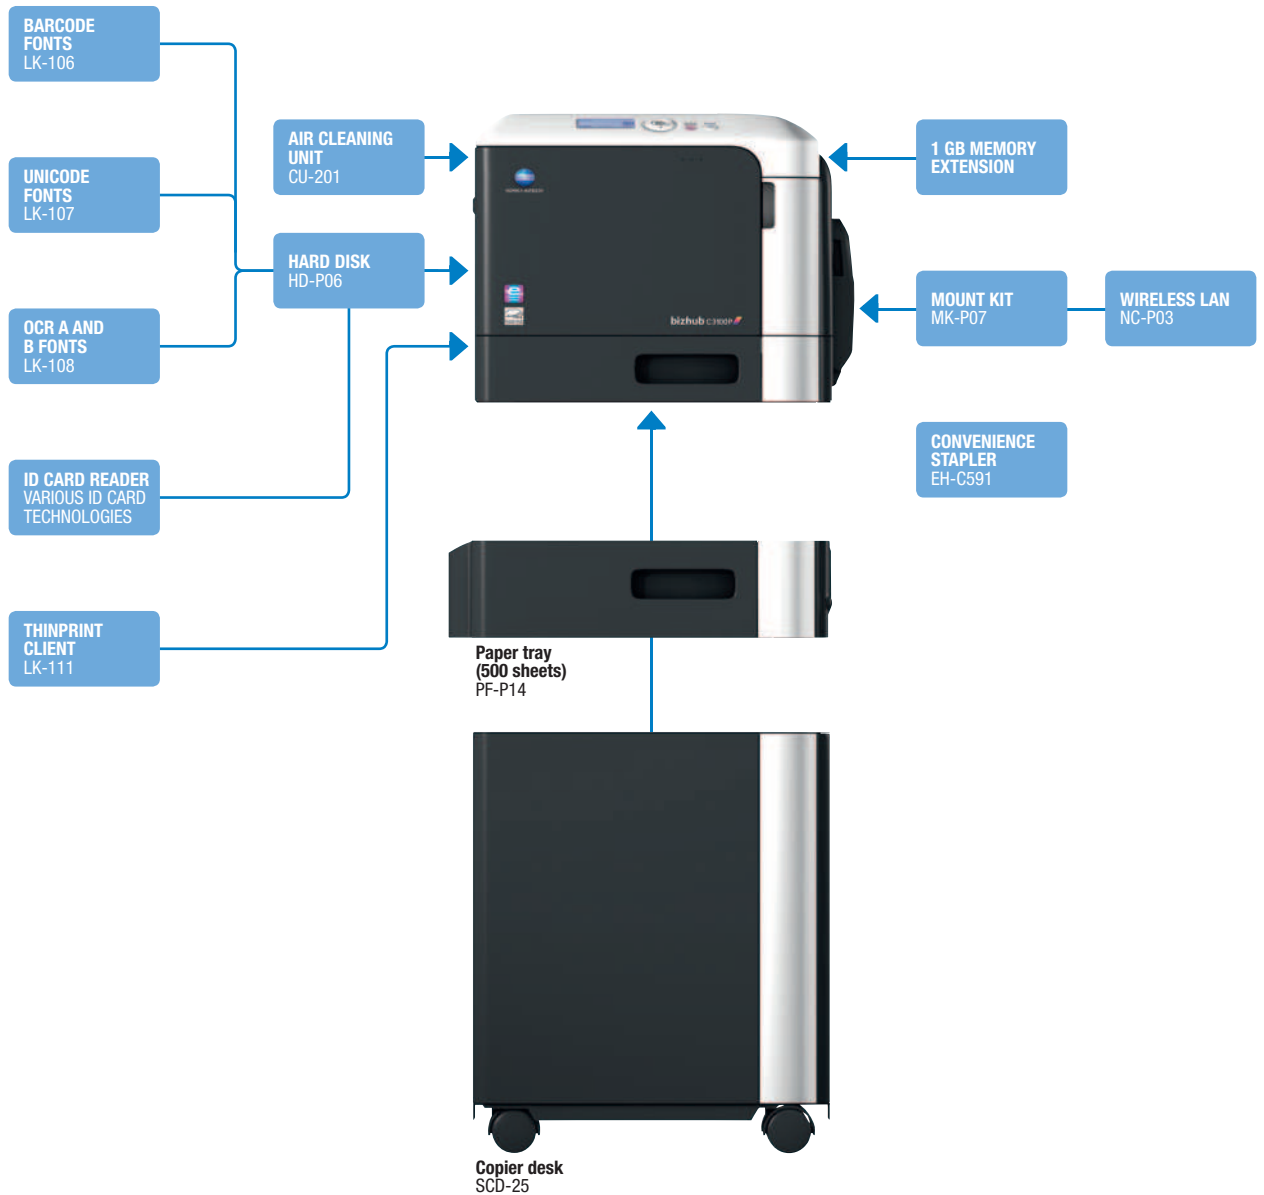 BARCODE
FONTS
LK-106
UNICODE
FONTS
LK-107
OCR A AND
B FONTS
LK-108
ID CARD READER
VARIOUS ID CARD
TECHNOLOGIES
THINPRINT
CLIENT
LK-111
AIR CLEANING
UNIT
CU-201
HARD DISK
HD-P06
KONICA MINOLTA
bizhub C3100P
1 GB MEMORY
EXTENSION
MOUNT KIT
MK-P07
WIRELESS LAN
NC-P03
CONVENIENCE
STAPLER
EH-C591
Paper tray
(500 sheets)
PF-P14
Copier desk
SCD-25